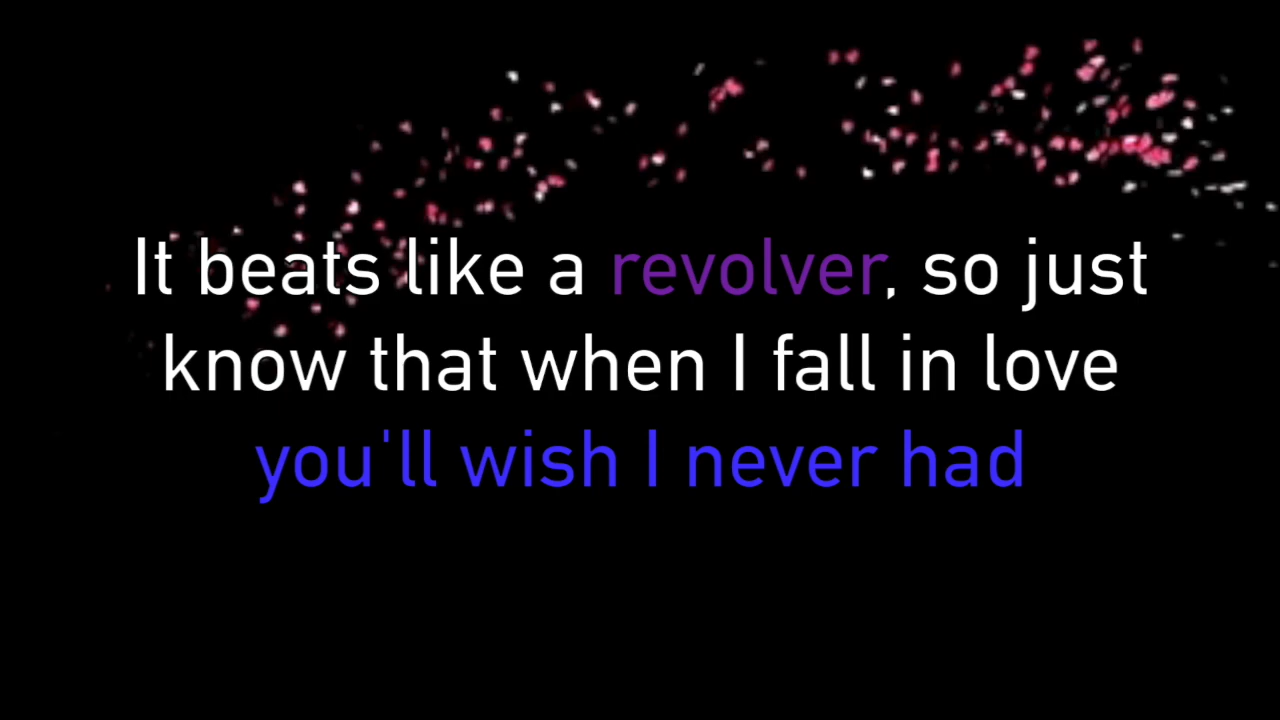 It beats like a revolver, so just
know that when I fall in love
you'll wish I never had